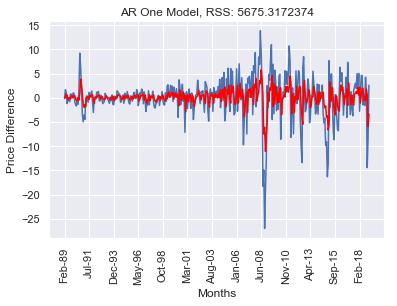 AR One Model, RSS: 5675.3172374
Price Difference
15
10
5
0
−5
−10
−15
−20
−25
Feb-89
Jul-91
Dec-93
May-96
Oct-98
Mar-01
Aug-03
Jan-06
Jun-08
Nov-10
Apr-13
Sep-15
Feb-18
Months